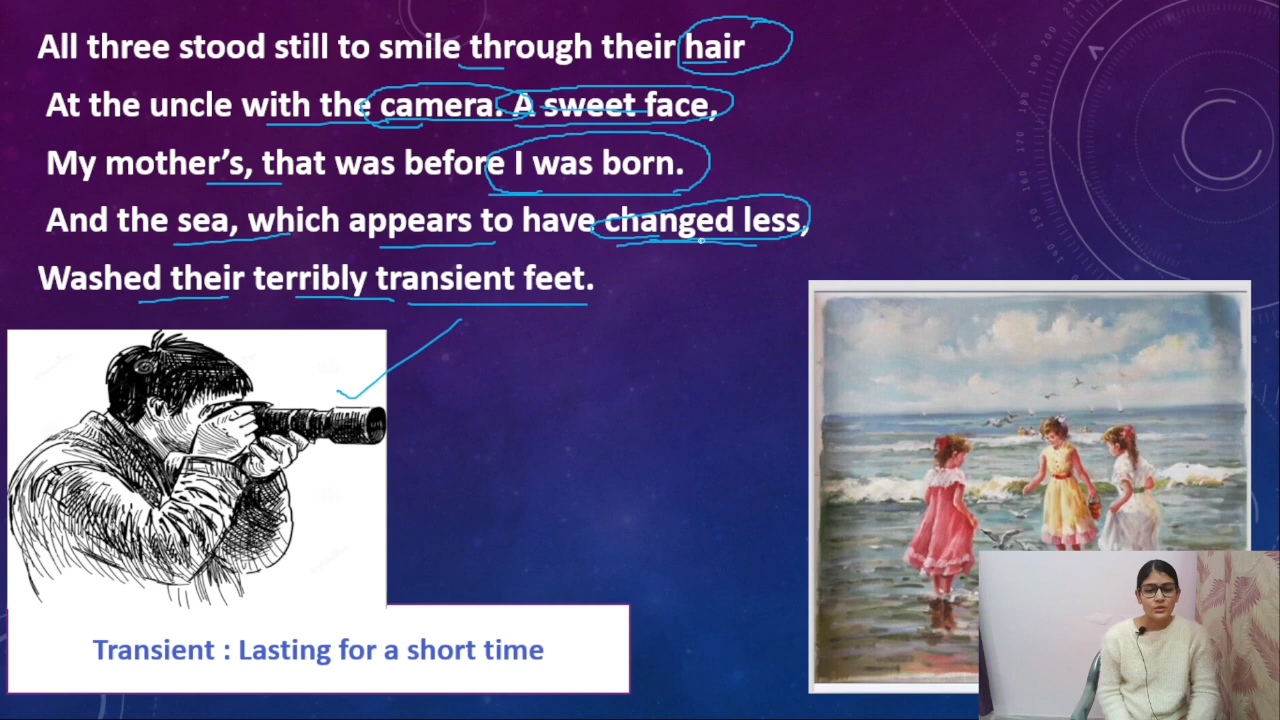 All three stood still to smile through their hair
At the uncle with the camera. A sweet face,
My mother's, that was before I was born.
And the sea, which appears to have changed less,
Washed their terribly transient feet.
Transient : Lasting for a short time